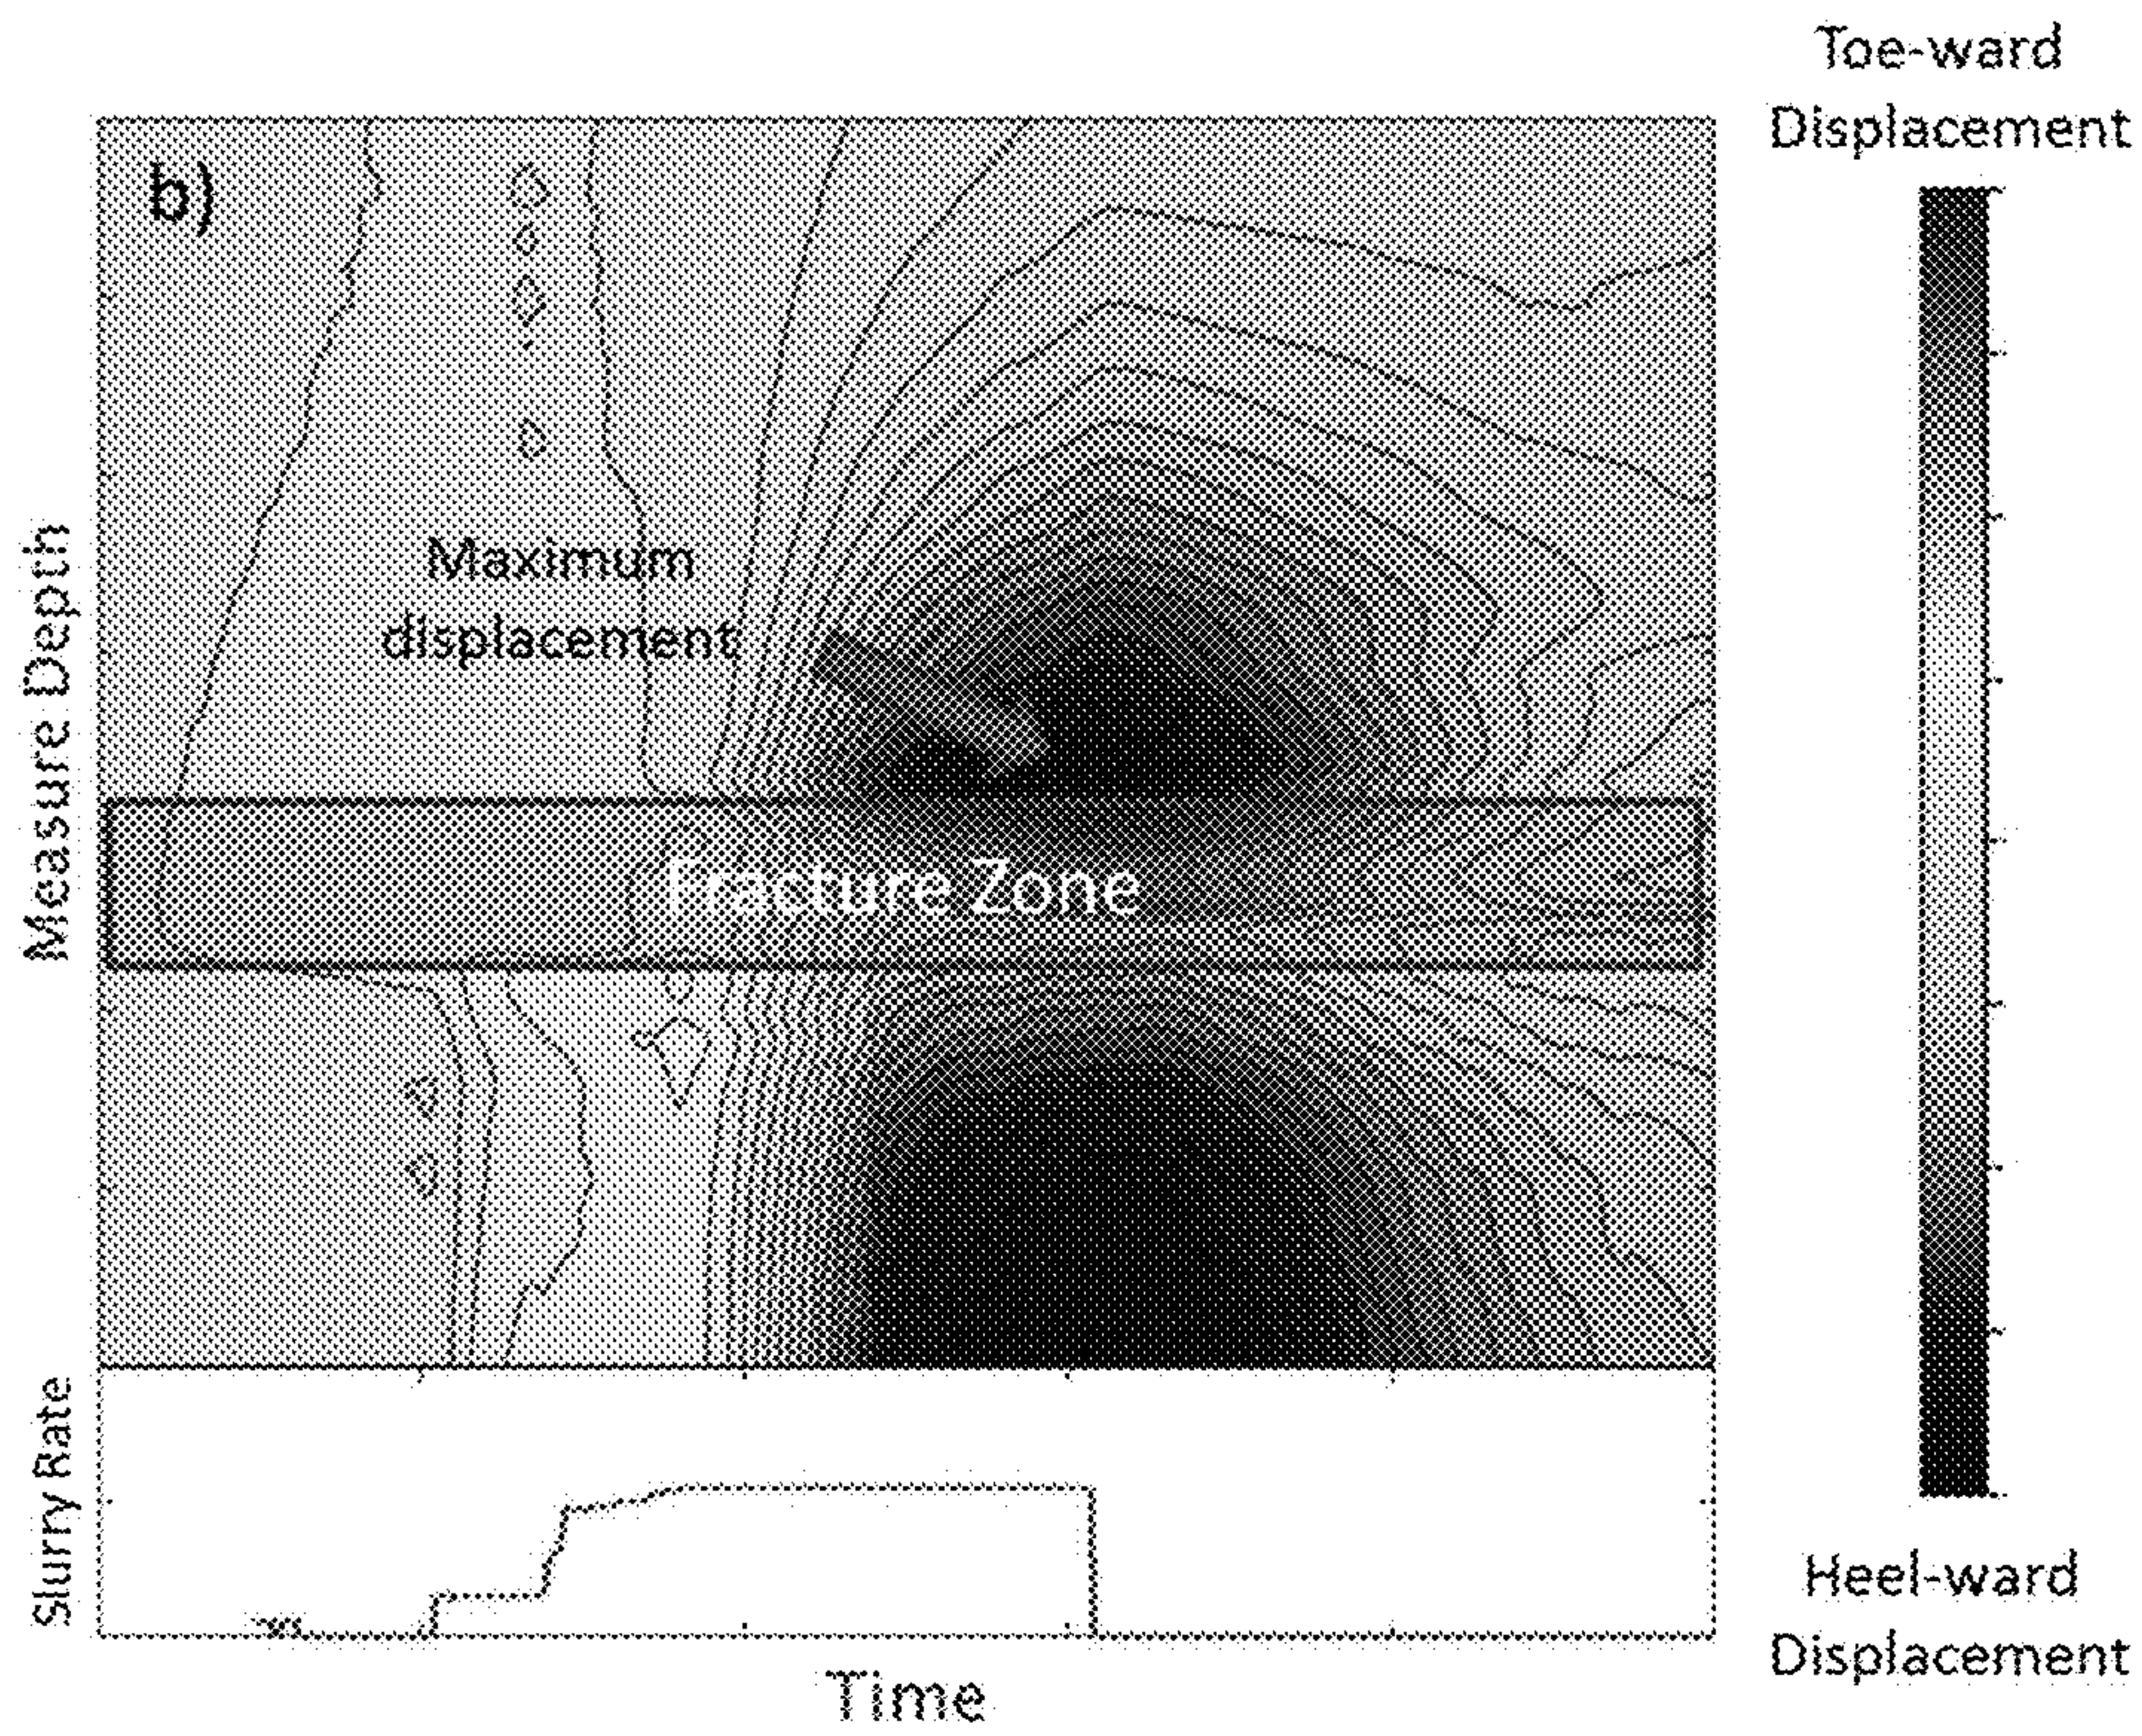 Toe-ward
Displacement
b)
Maximum
displacement
Measure Depth
Fracture Zone
Slurry Rate
Time
Heel-ward
Displacement